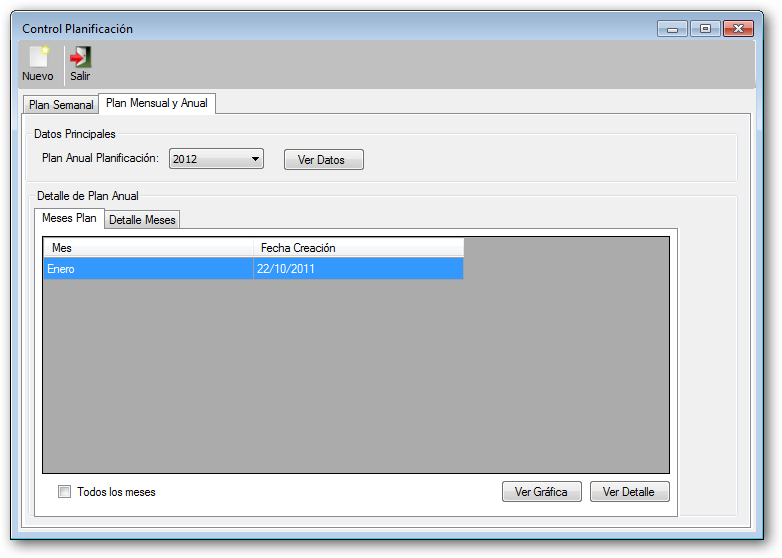 Control Planificación
Nuevo Salir
Plan Semanal Plan Mensual y Anual
Datos Principales
Plan Anual Planificación: 2012 Ver Datos
Detalle de Plan Anual
Meses Plan Detalle Meses
Mes Fecha Creación
Enero 22/10/2011
Todos los meses Ver Gráfica Ver Detalle